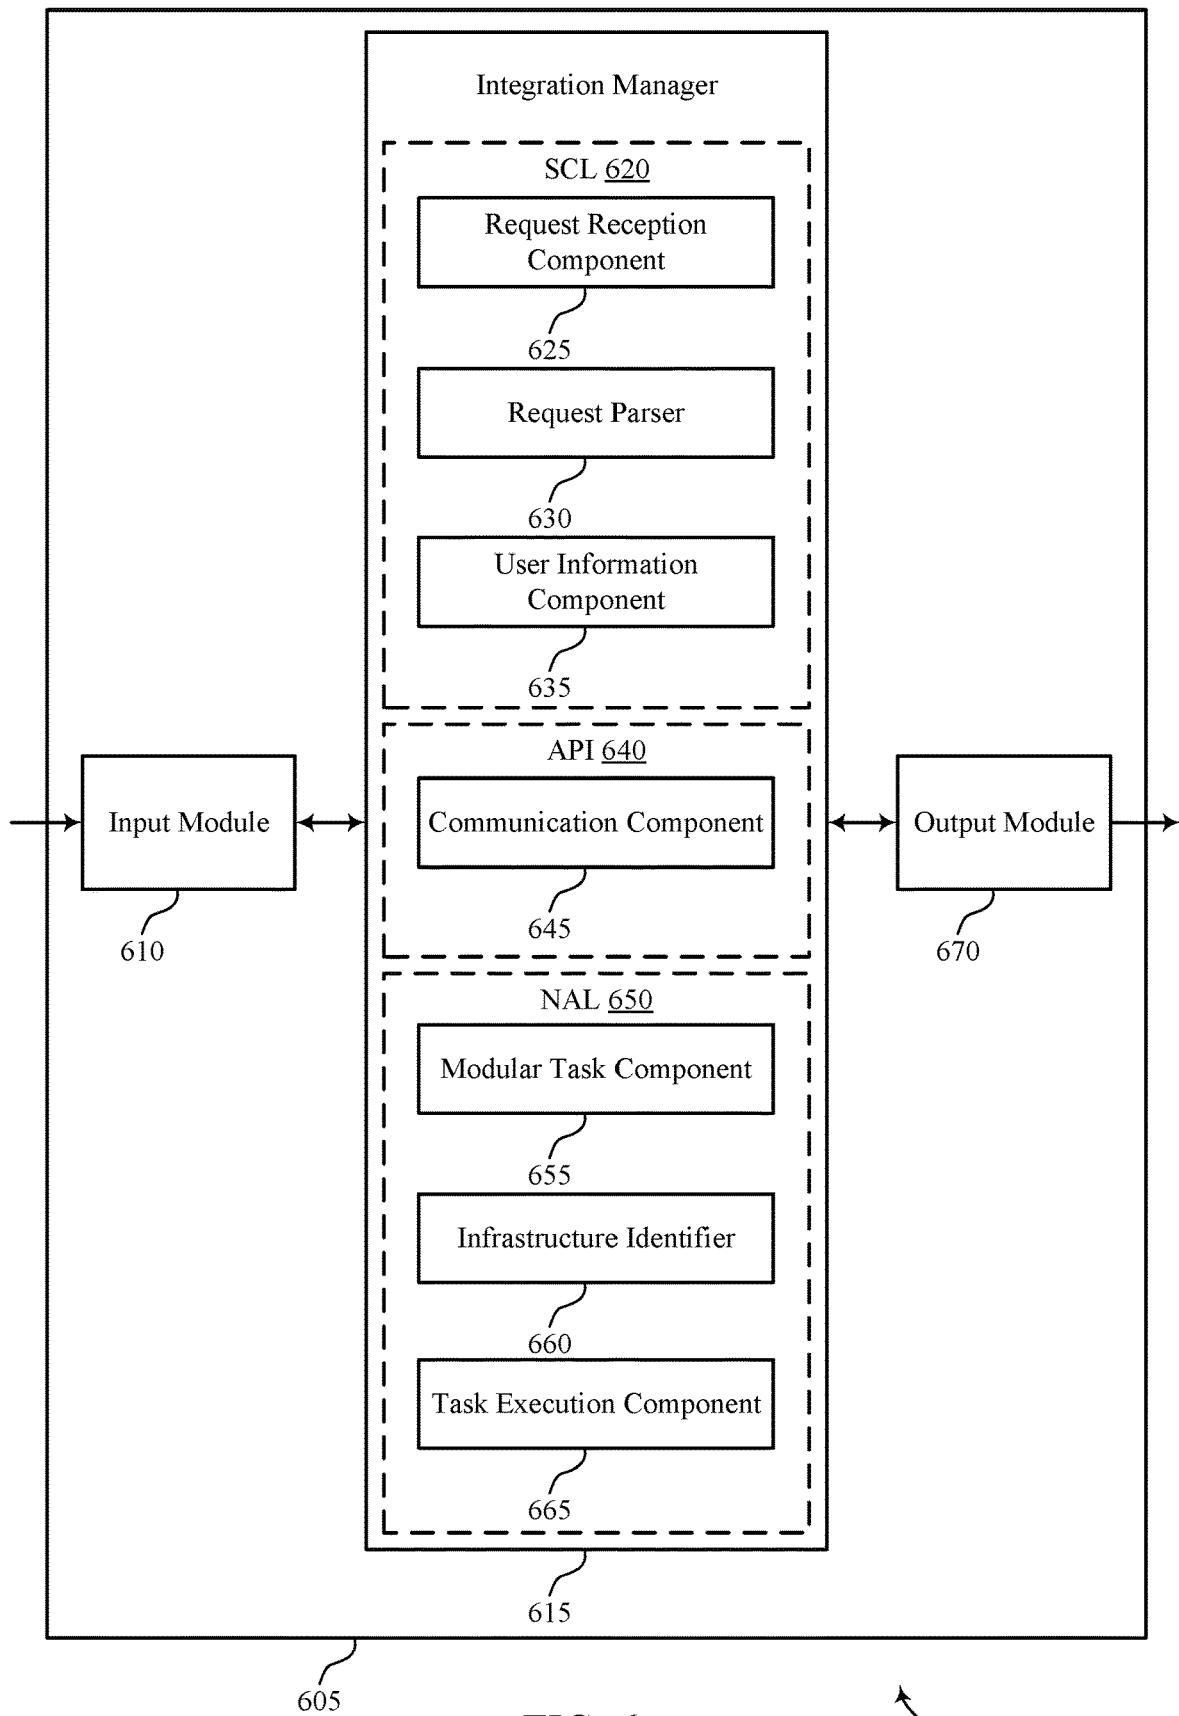 Integration Manager
SCL 620
Request Reception
Component
625
Request Parser
630
User Information
Component
635
API 640
Input Module
Communication Component
Output Module
610
645
670
NAL 650
Modular Task Component
655
Infrastructure Identifier
660
Task Execution Component
665
615
605